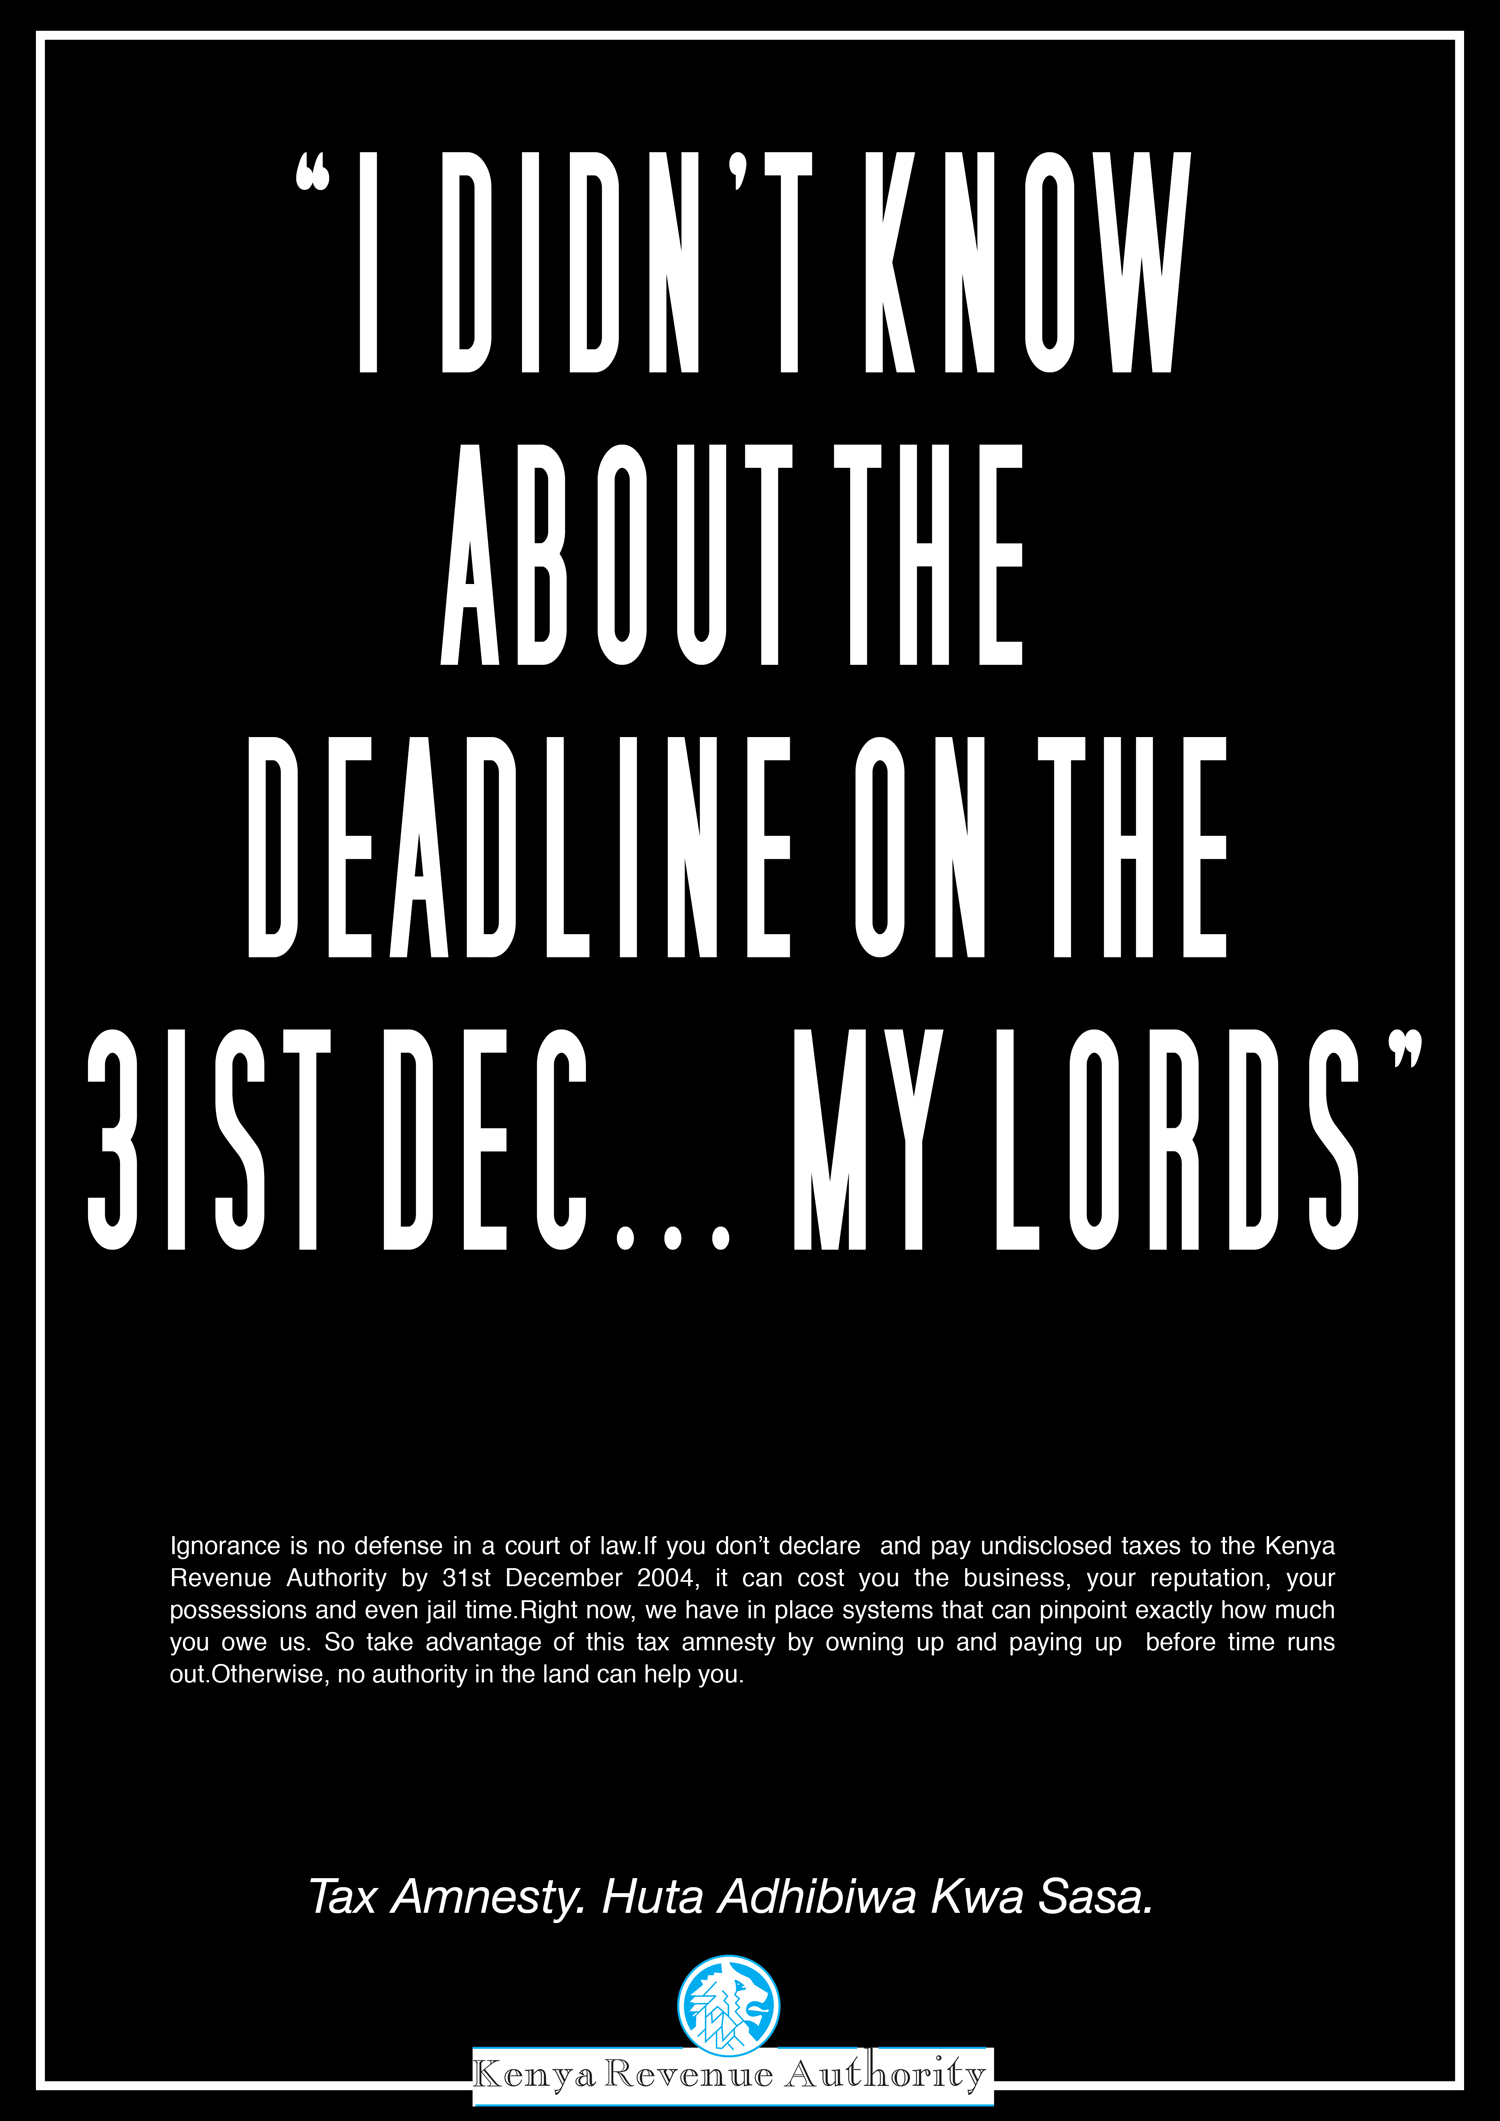 “I DIDN’T KNOW
ABOUT THE
DEADLINE ON THE
31ST DEC... MY LORDS”
Ignorance is no defense in a court of law.If you don’t declare  and pay undisclosed taxes to the Kenya
Revenue Authority by 31st December 2004, it can cost you the business, your reputation, your
possessions and even jail time.Right now, we have in place systems that can pinpoint exactly how much
you owe us. So take advantage of this tax amnesty by owning up and paying up  before time runs
out.Otherwise, no authority in the land can help you.
Tax Amnesty. Huta Adhibiwa Kwa Sasa.
Kenya Revenue Authority